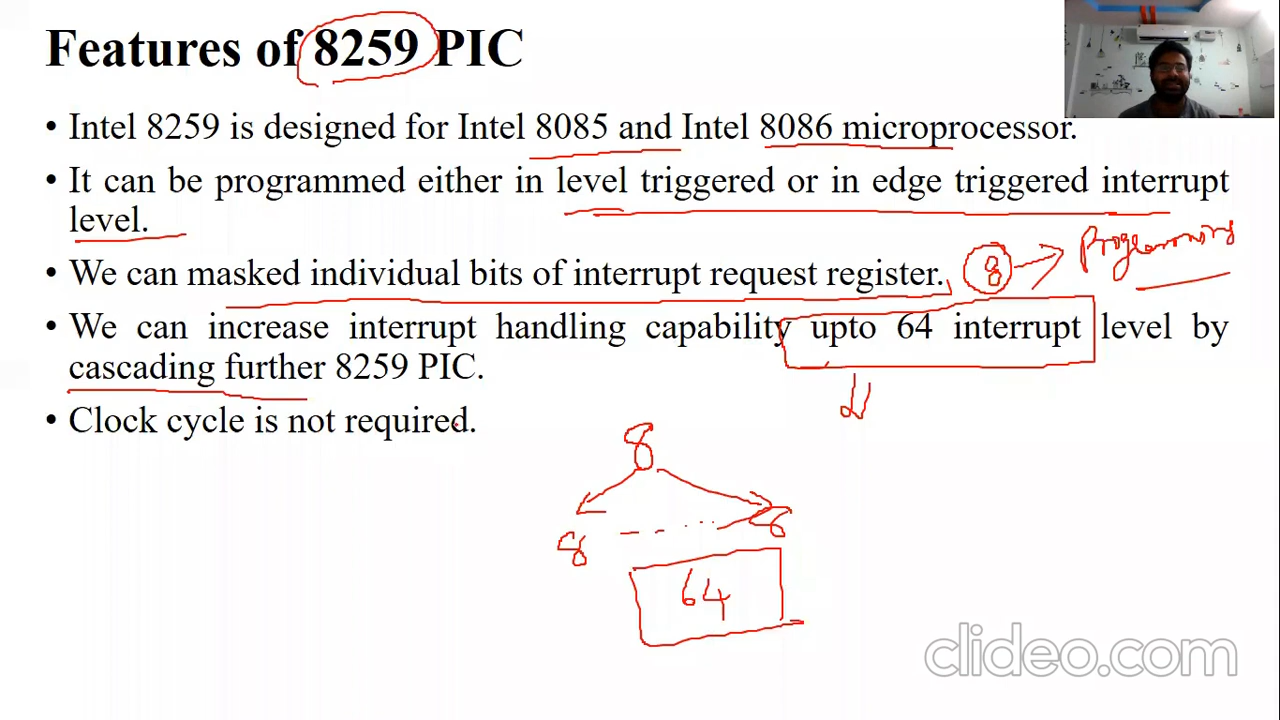 Features of 8259 PIC
• Intel 8259 is designed for Intel 8085 and Intel 8086 microprocessor.
• It can be programmed either in level triggered or in edge triggered interrupt
level.
• We can masked individual bits of interrupt request register.
8
• We can increase interrupt handling capability upto 64 interrupt level by
cascading further 8259 PIC.
• Clock cycle is not required.
8
8 8
64
clideo.com